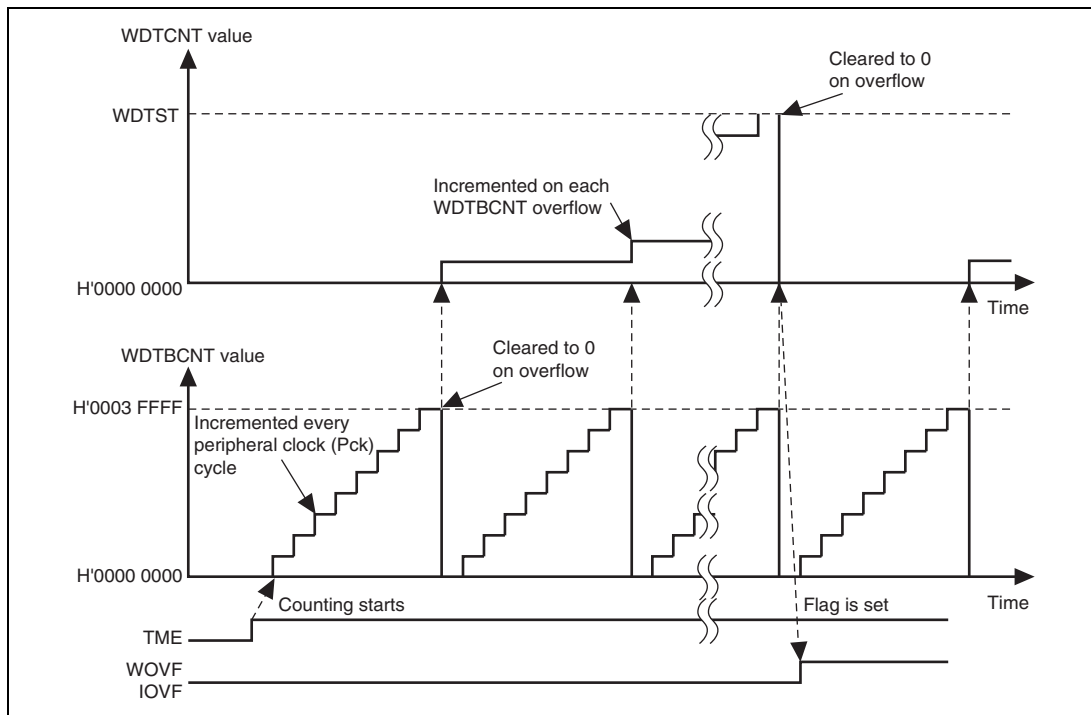 WDTCNT value
Cleared to 0
on overflow
WDTST
Incremented on each
WDTBCNT overflow
H'0000 0000
Time
WDTBCNT value
Cleared to 0
on overflow
H'0003 FFFF
Incremented every
peripheral clock (Pck)
cycle
H'0000 0000
Time
Counting starts
Flag is set
TME
WOVF
IOVF